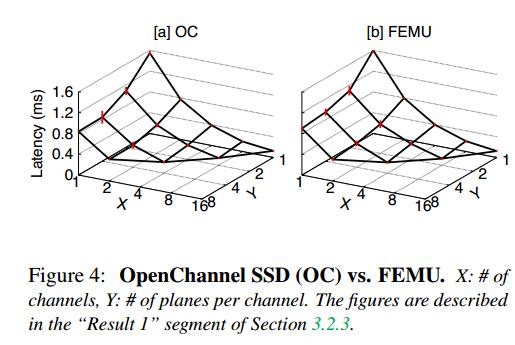 [a] OC
[b] FEMU
Latency (ms)
1.6
1.2
0.8
0.4
0
1
2
4
8
16
X
8
4
2
1
Y
1
2
4
8
16
X
8
4
2
1
Y
Figure 4: OpenChannel SSD (OC) vs. FEMU. X: # of
channels, Y: # of planes per channel. The figures are described
in the “Result 1” segment of Section 3.2.3.